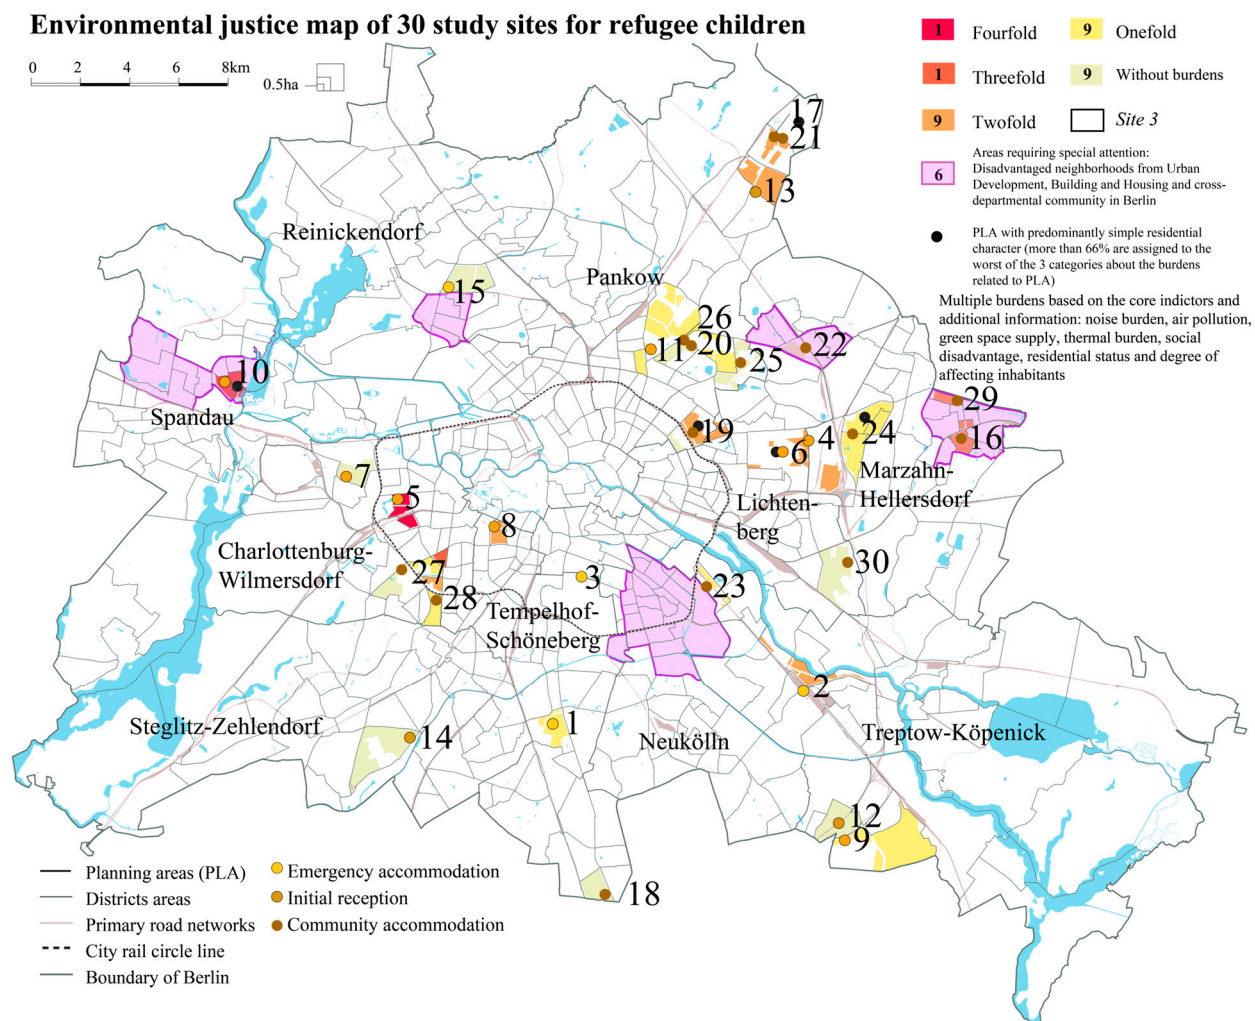 Environmental justice map of 30 study sites for refugee children
0 2 4 6 8km
0.5ha
1 Fourfold
9 Onefold
1 Threefold
9 Without burdens
9 Twofold
Site 3
6
Areas requiring special attention:
Disadvantaged neighborhoods from Urban
Development, Building and Housing and cross-
departmental community in Berlin
PLA with predominantly simple residential
character (more than 66% are assigned to the
worst of the 3 categories about the burdens
related to PLA)
Multiple burdens based on the core indictors and
additional information: noise burden, air pollution,
green space supply, thermal burden, social
disadvantage, residential status and degree of
affecting inhabitants
17
21
13
Reinickendorf
Pankow
15
26
11
20
25
22
10
Spandau
29
19
6
4
24
16
Marzahn-
Hellersdorf
7
5
8
Lichten-
berg
Charlottenburg-
Wilmersdorf
27
28
3
23
30
Tempelhof-
Schöneberg
2
Steglitz-Zehlendorf
14
1
Neukölln
Treptow-Köpenick
12
9
18
Planning areas (PLA)
Districts areas
Primary road networks
City rail circle line
Boundary of Berlin
Emergency accommodation
Initial reception
Community accommodation